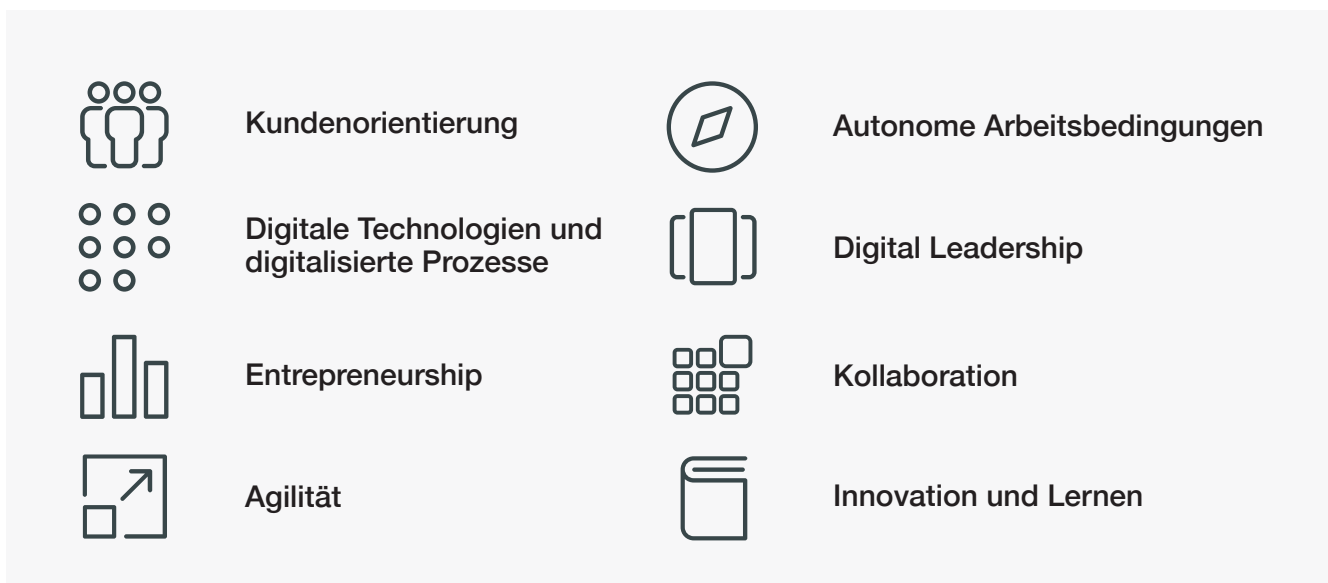 Kundenorientierung
Digitale Technologien und
digitalisierte Prozesse
Entrepreneurship
Agilität
Autonome Arbeitsbedingungen
Digital Leadership
Kollaboration
Innovation und Lernen